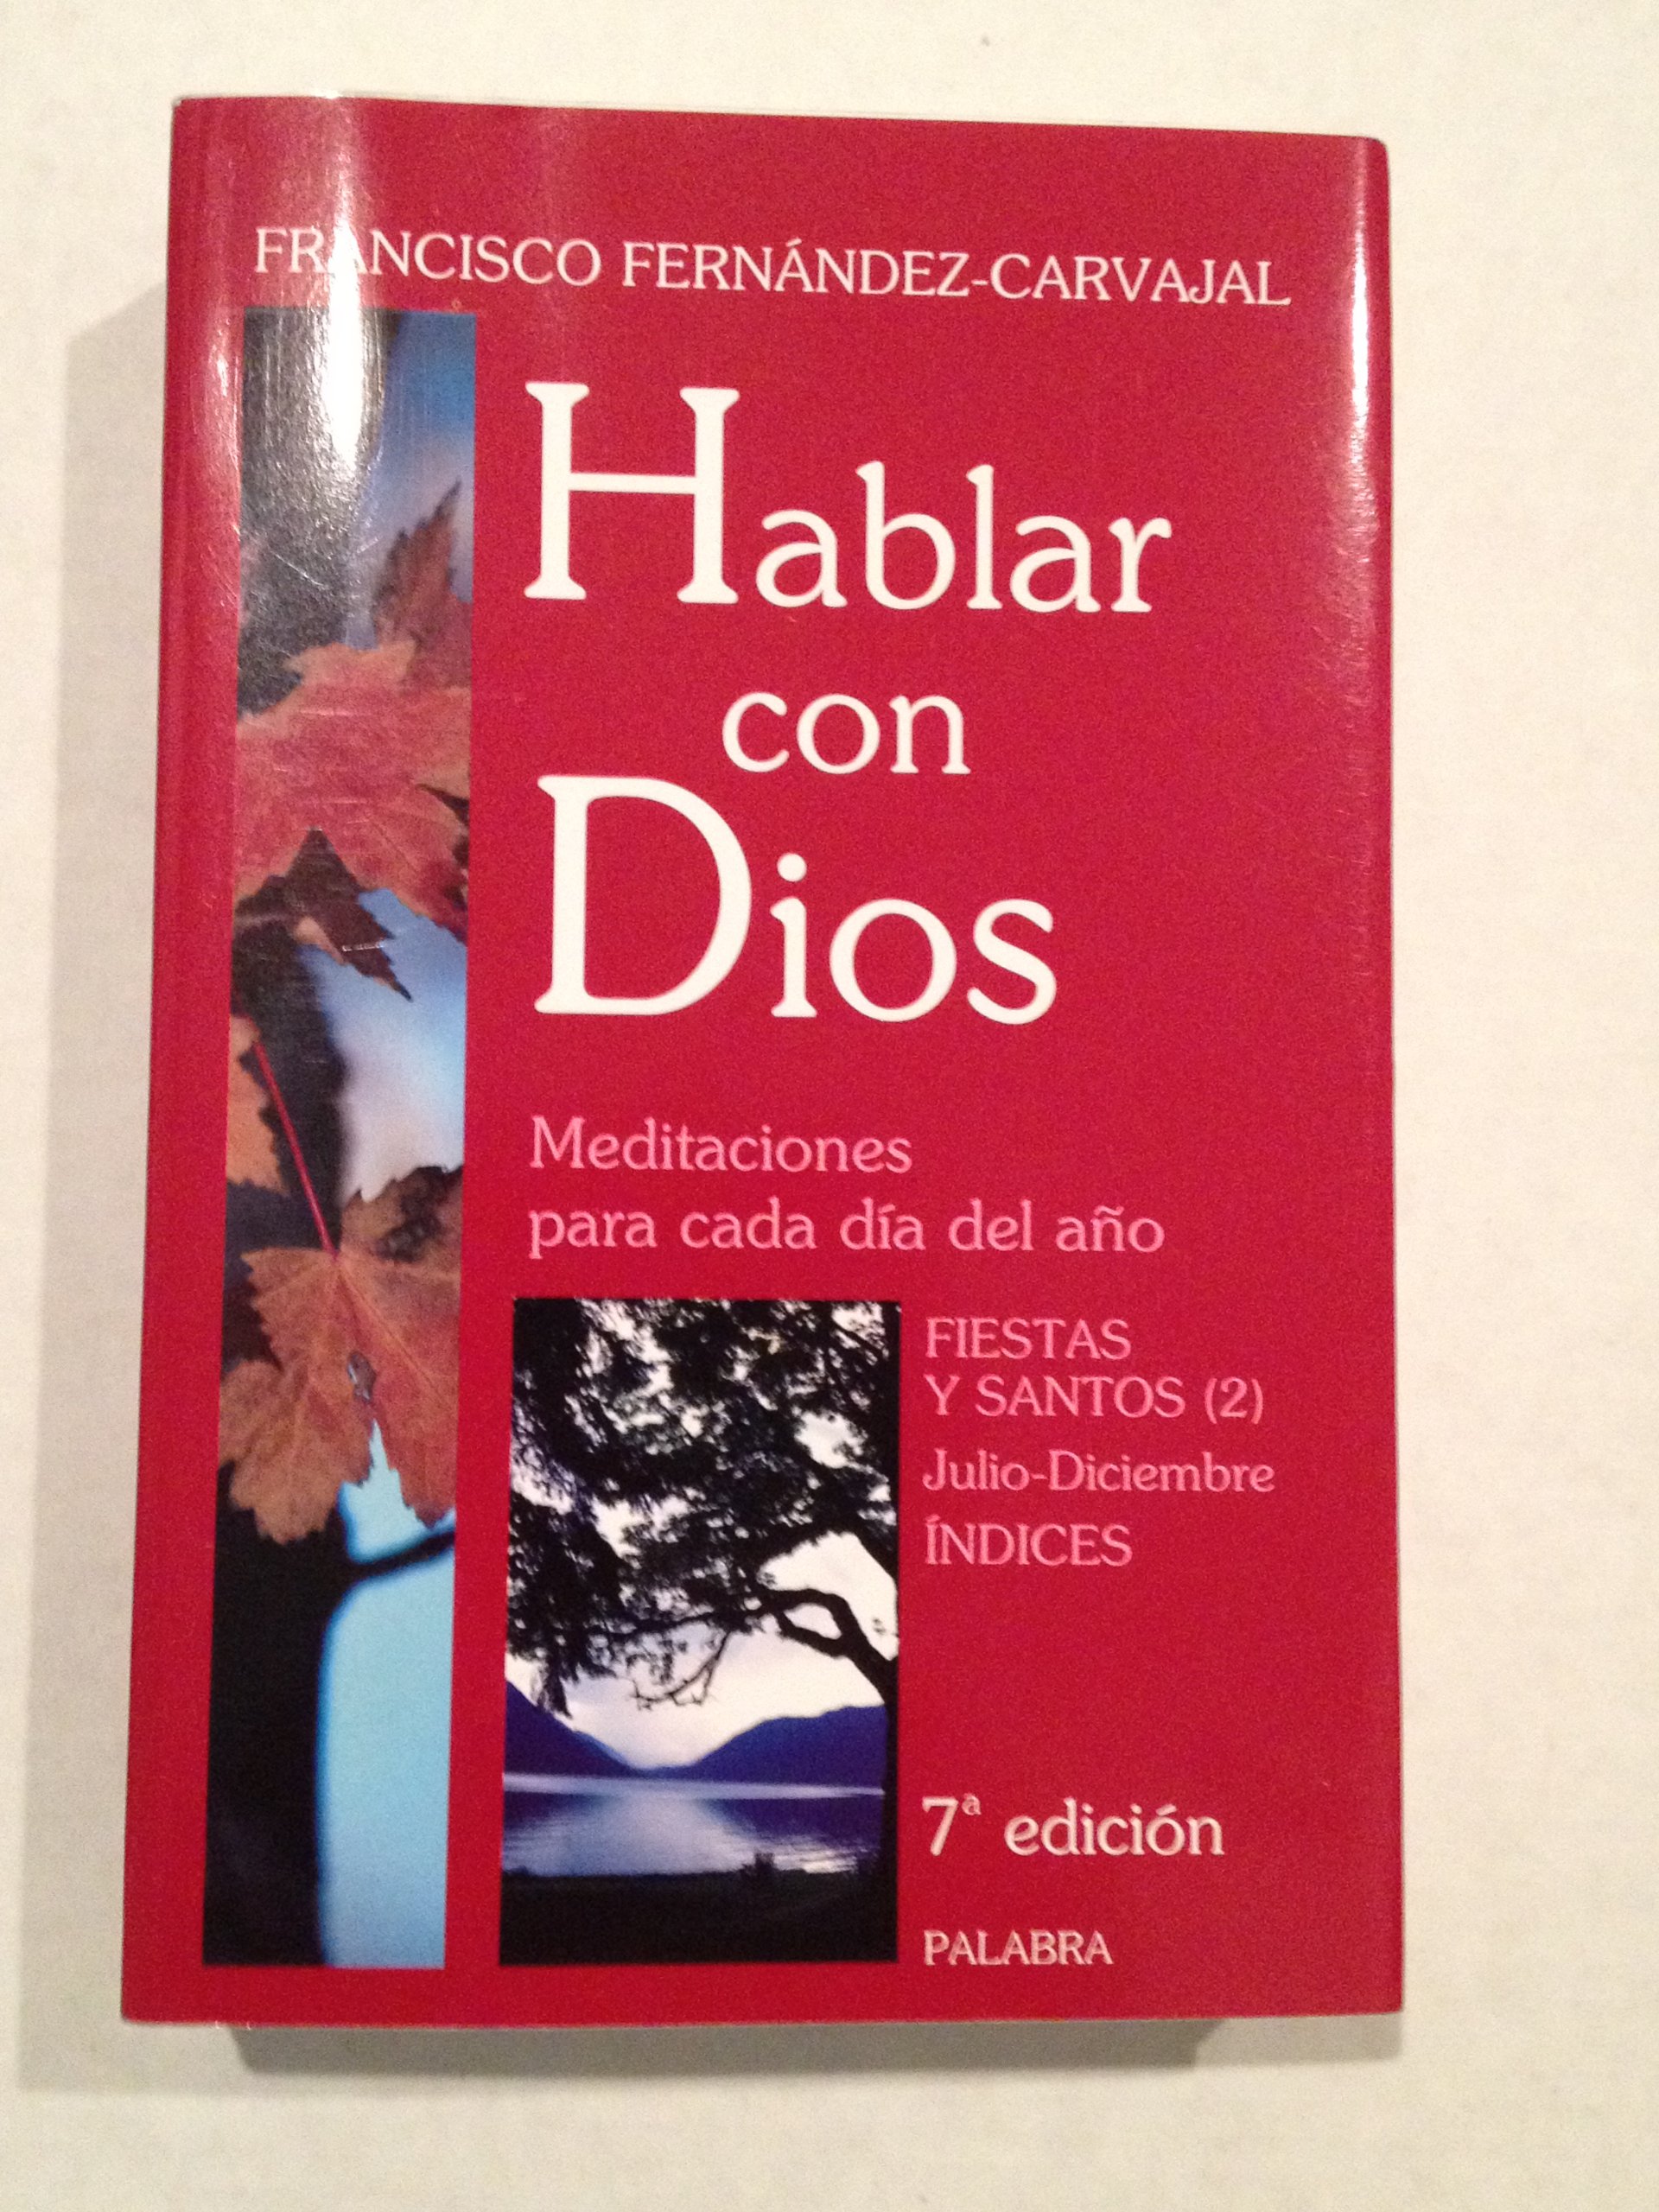 FRANCISCO FERNÁNDEZ-CARVAJAL
Hablar
con
Dios
Meditaciones
para cada día del año
FIESTAS
Y SANTOS (2)
Julio-Diciembre
ÍNDICES
7ª edición
PALABRA